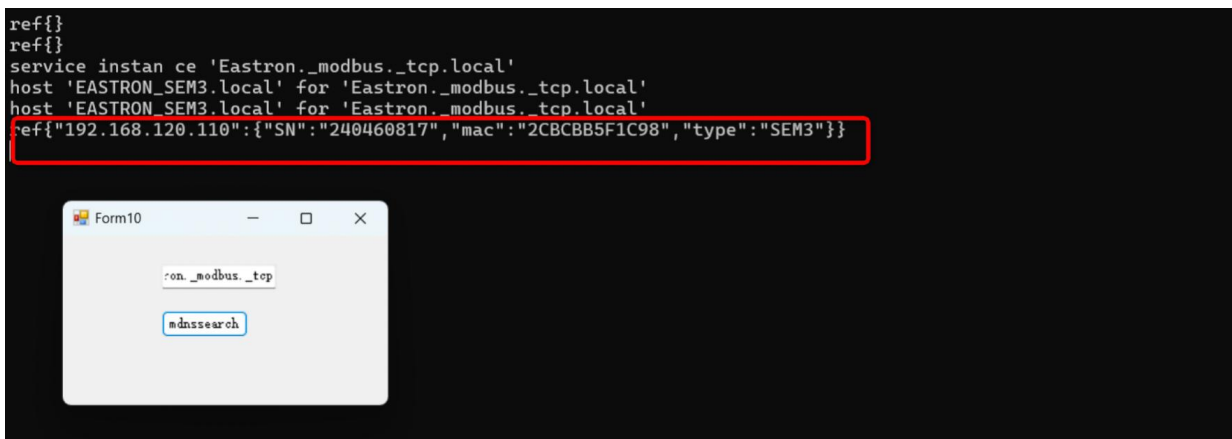 ref{}
ref{}
service instan ce 'Eastron._modbus._tcp.local'
host 'EASTRON_SEM3.local' for 'Eastron._modbus._tcp.local'
host 'EASTRON_SEM3.local' for 'Eastron._modbus._tcp.local'
ref{"192.168.120.110":{"SN":"240460817","mac":"2CBCBB5F1C98","type":"SEM3"}}
Form10
ron._modbus._tcp
mdnssearch